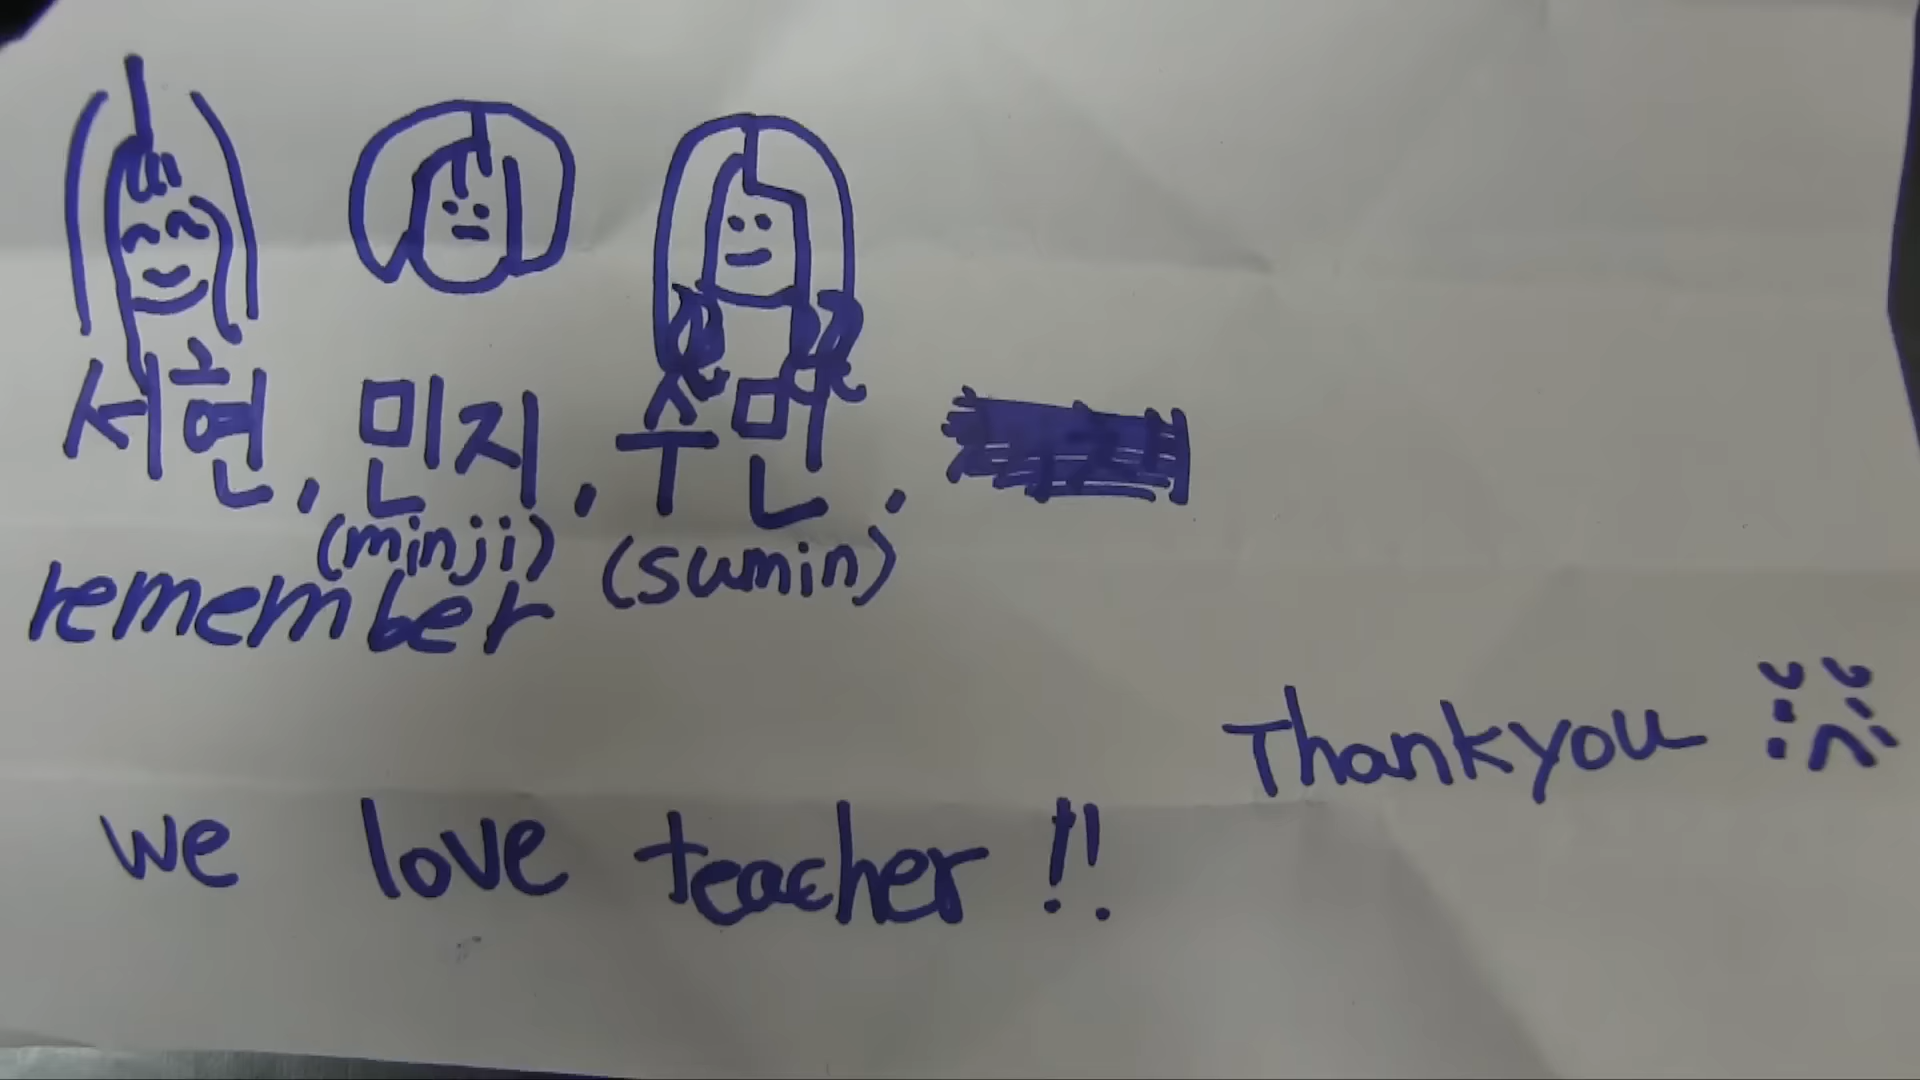 서현, 민지, 수민,
(minji) (sumin)
remember
Thankyou
we love teacher !!